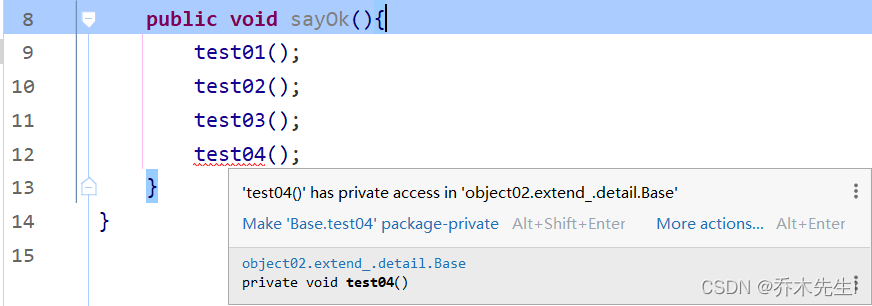 8 public void sayOk(){
9 test01();
10 test02();
11 test03();
12 test04();
13 }
14 }
15
'test04()' has private access in 'object02.extend_.detail.Base'
Make 'Base.test04' package-private Alt+Shift+Enter More actions... Alt+Enter
object02.extend_.detail.Base
private void test04()
CSDN @乔木先生!